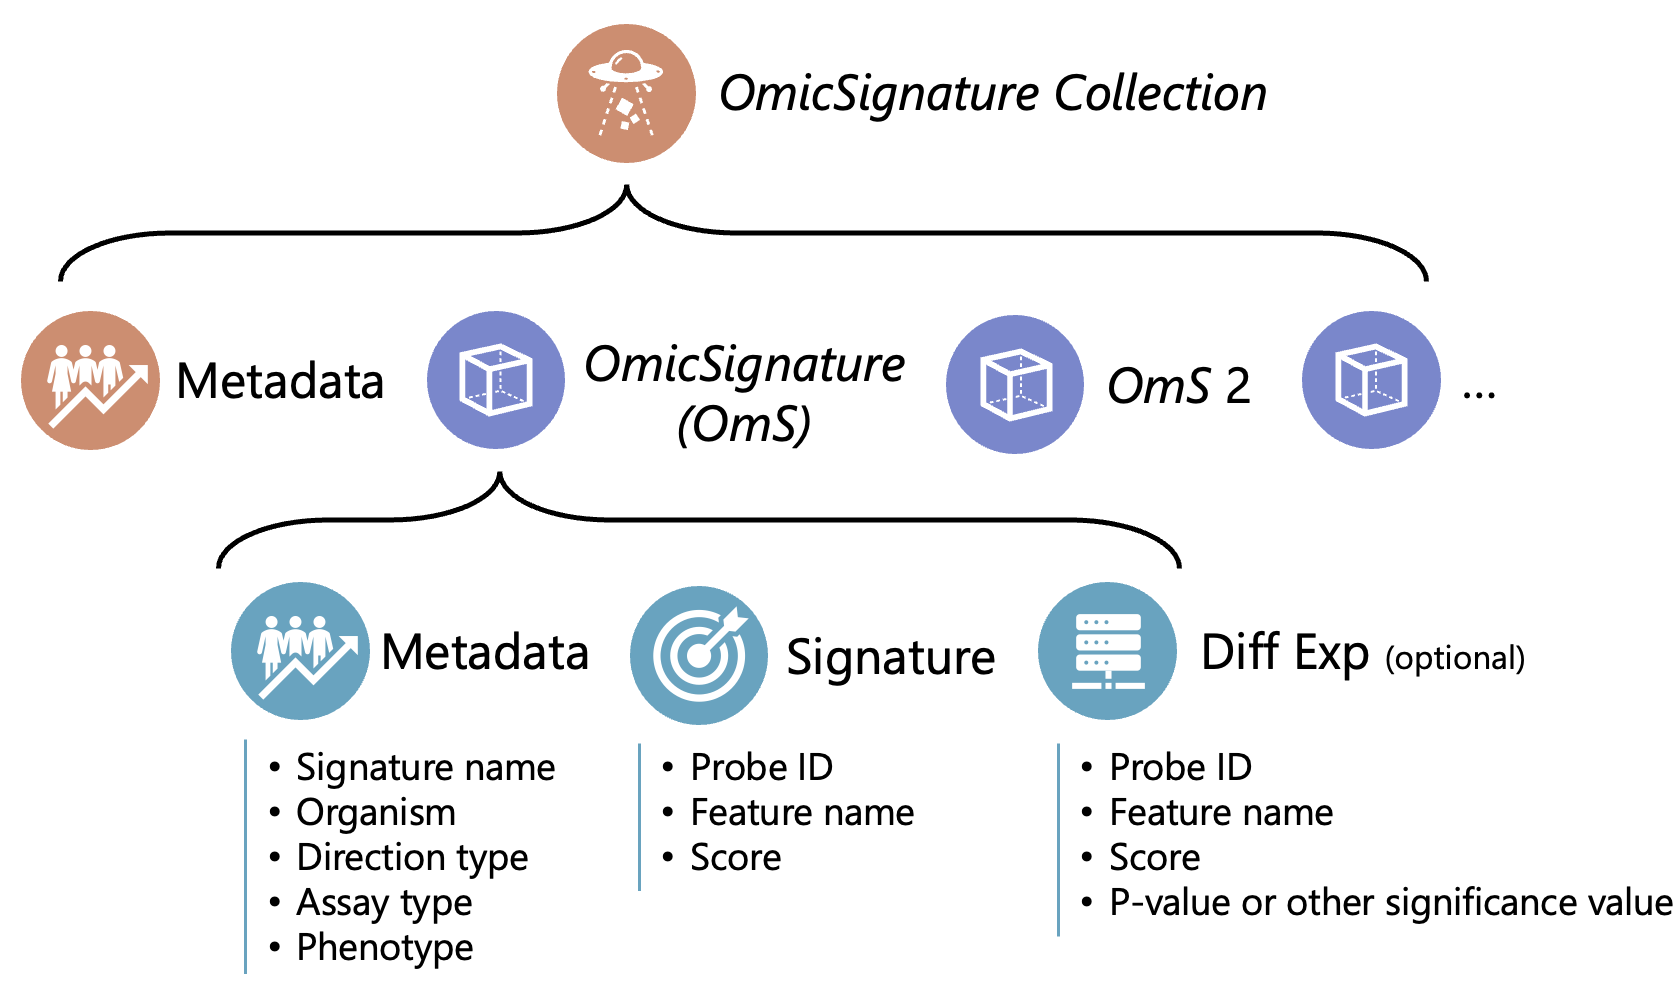 OmicSignature Collection
Metadata
OmicSignature
(OmS)
OmS 2
...
Metadata
Signature
Diff Exp (optional)
• Signature name
• Organism
• Direction type
• Assay type
• Phenotype
• Probe ID
• Feature name
• Score
• Probe ID
• Feature name
• Score
• P-value or other significance value